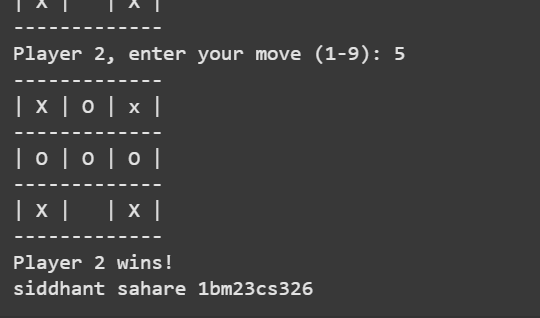 | X |   | X |
-------------
Player 2, enter your move (1-9): 5
-------------
| X | O | x |
-------------
| O | O | O |
-------------
| X |   | X |
-------------
Player 2 wins!
siddhant sahare 1bm23cs326